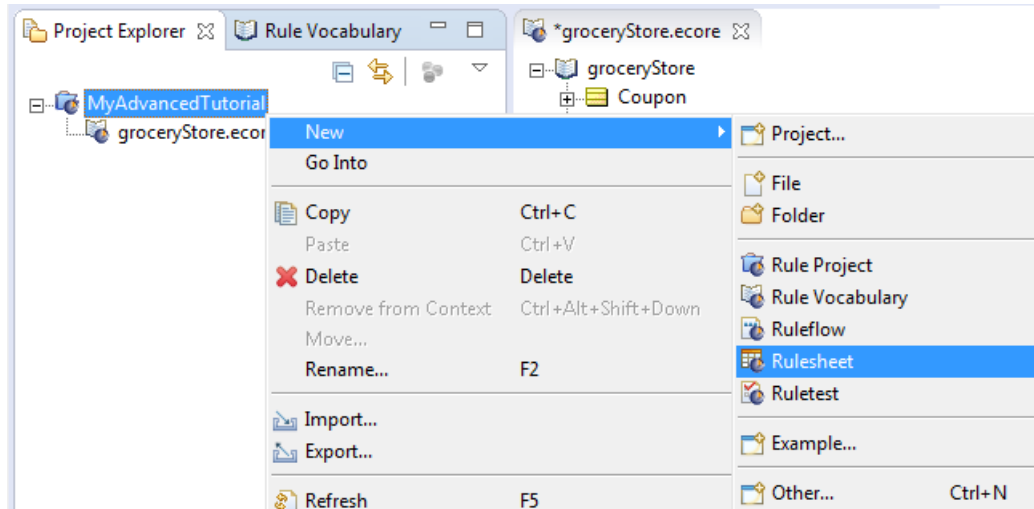 Project Explorer
Rule Vocabulary
*groceryStore.ecore
groceryStore
Coupon
MyAdvancedTutorial
groceryStore.ecor
New
Go Into
Copy Ctrl+C
Paste Ctrl+V
Delete Delete
Remove from Context Ctrl+Alt+Shift+Down
Move...
Rename... F2
Import...
Export...
Refresh F5
Project...
File
Folder
Rule Project
Rule Vocabulary
Ruleflow
Rulesheet
Ruletest
Example...
Other... Ctrl+N